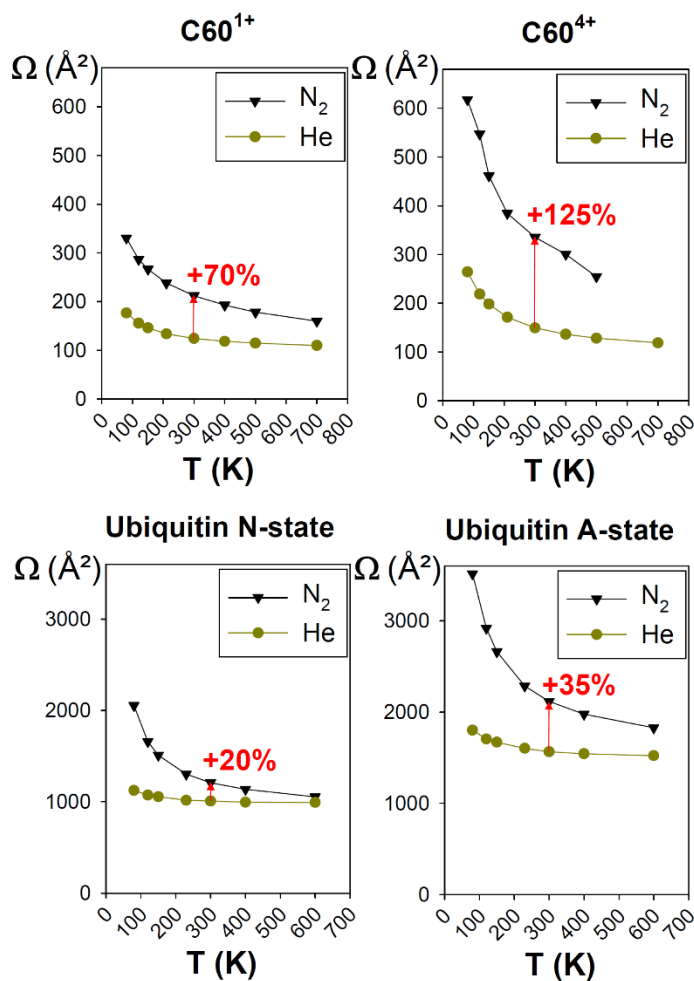 C60¹⁺
Ω (Å²)
N₂
He
600
500
400
300
200
100
0
+70%
0 100 200 300 400 500 600 700 800
T (K)
C60⁴⁺
Ω (Å²)
N₂
He
600
500
400
300
200
100
0
+125%
0 100 200 300 400 500 600 700 800
T (K)
Ubiquitin N-state
Ω (Å²)
N₂
He
3000
2000
1000
0
+20%
0 100 200 300 400 500 600 700
T (K)
Ubiquitin A-state
Ω (Å²)
N₂
He
3000
2000
1000
0
+35%
0 100 200 300 400 500 600 700
T (K)